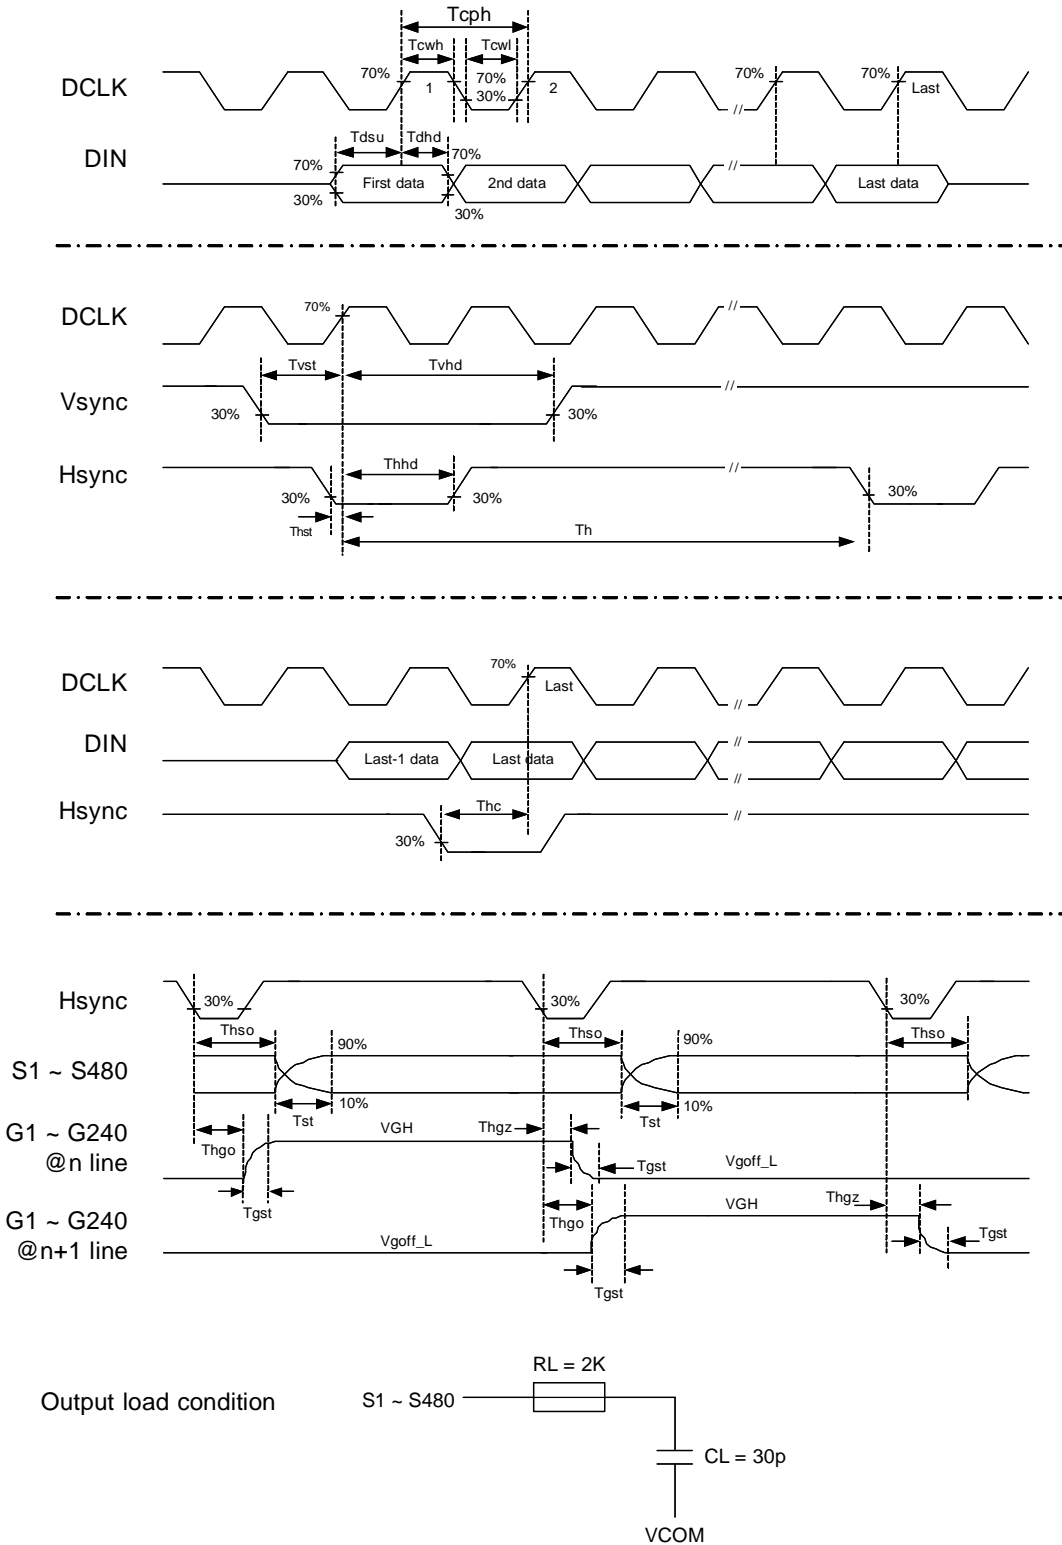 Tcph
Tcwh Tcwl
DCLK 70% 1 70% 30% 2 70% 70% Last
//
Tdsu Tdhd
DIN 70% 70% //
First data 2nd data Last data
30% 30%
DCLK 70% //
Tvst Tvhd
Vsync 30% 30% //
Thhd
Hsync //
30% 30% 30%
Thst
Th
70%
DCLK Last //
DIN //
Last-1 data Last data
//
Thc
Hsync //
30%
Hsync 30% 30% 30%
Thso Thso Thso
90% 90%
S1 ~ S480
10% 10%
Tst Tst
G1 ~ G240 VGH Thgz
@n line Thgo Tgst Vgoff_L
Tgst
G1 ~ G240 Thgo VGH Thgz
@n+1 line Vgoff_L Tgst
Tgst
RL = 2K
Output load condition S1 ~ S480
CL = 30p
VCOM